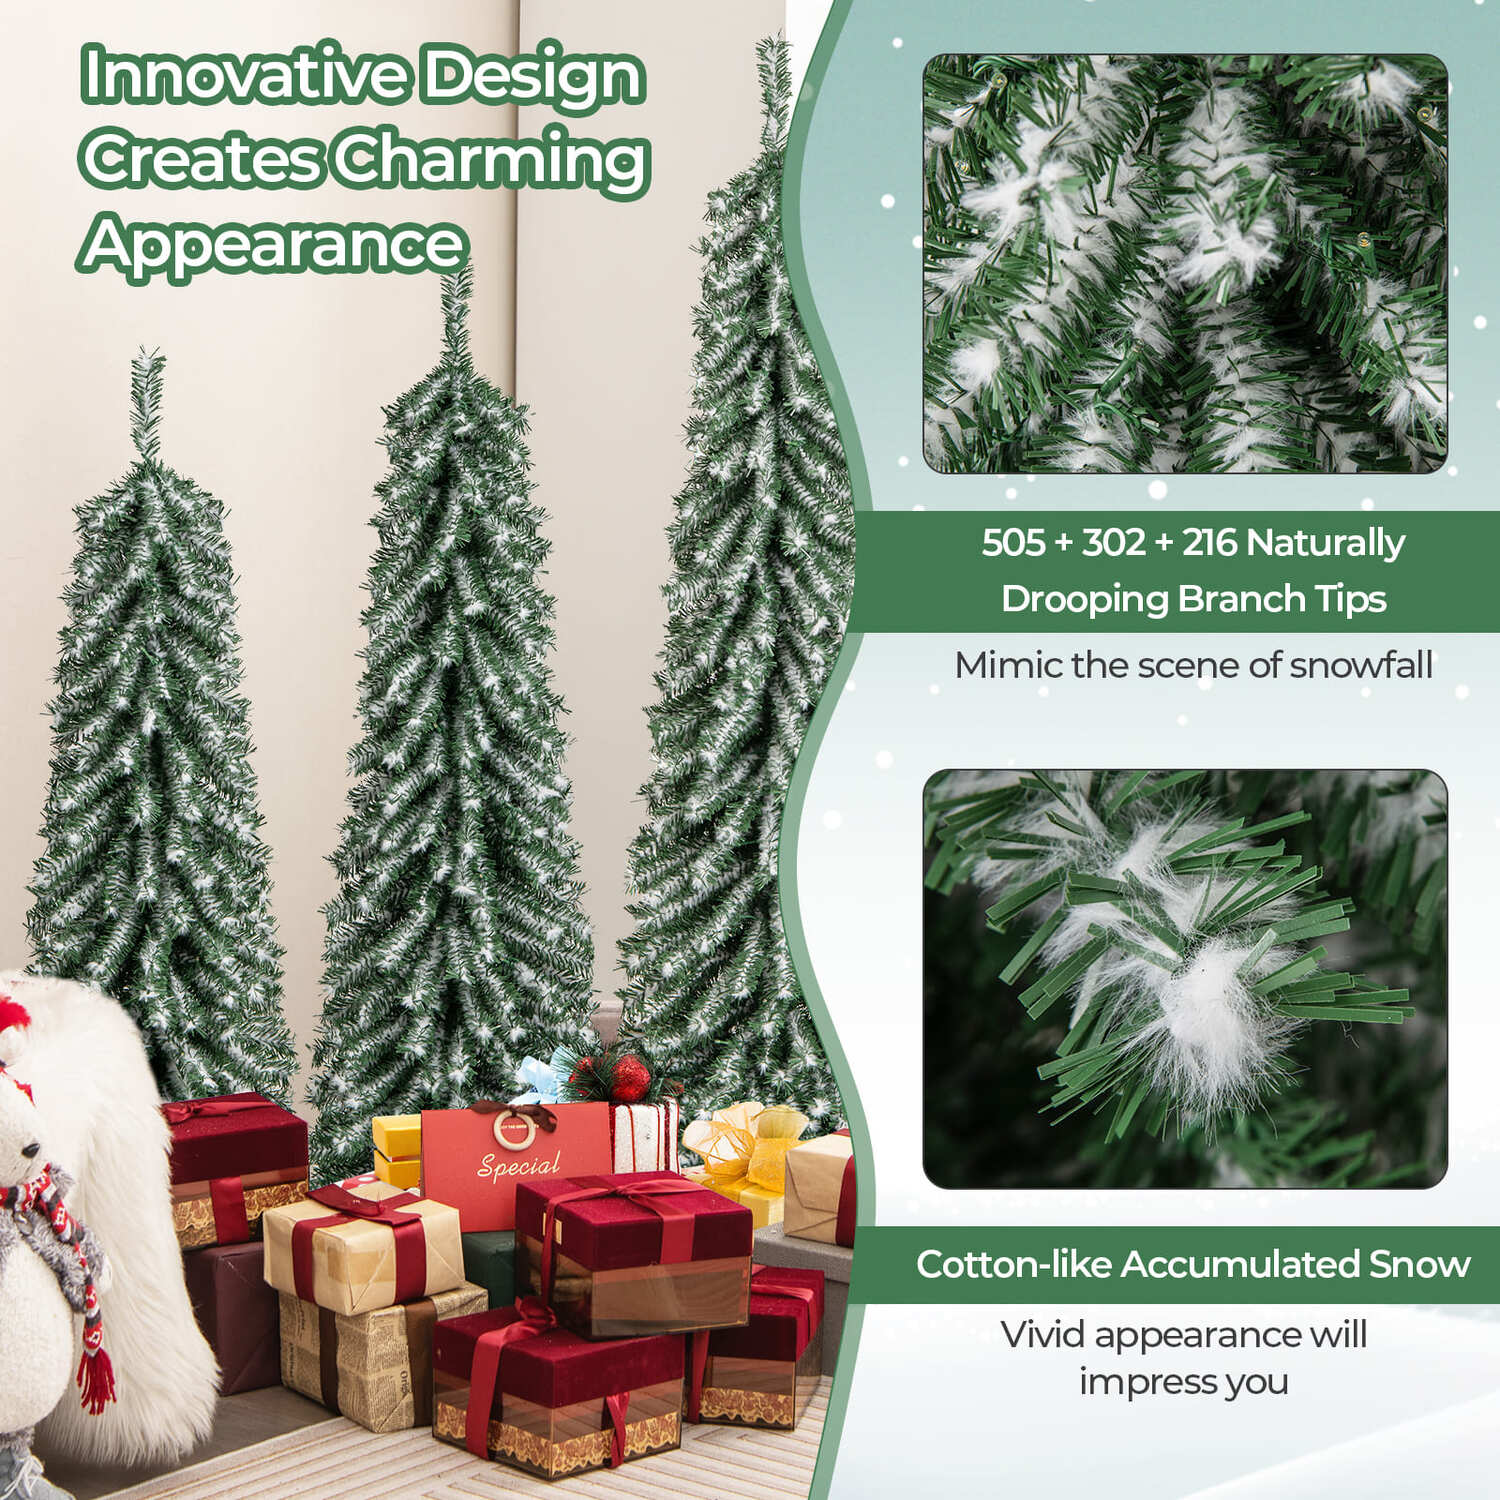 Innovative Design
Creates Charming
Appearance
505 + 302 + 216 Naturally
Drooping Branch Tips
Mimic the scene of snowfall
Cotton-like Accumulated Snow
Vivid appearance will
impress you
Special